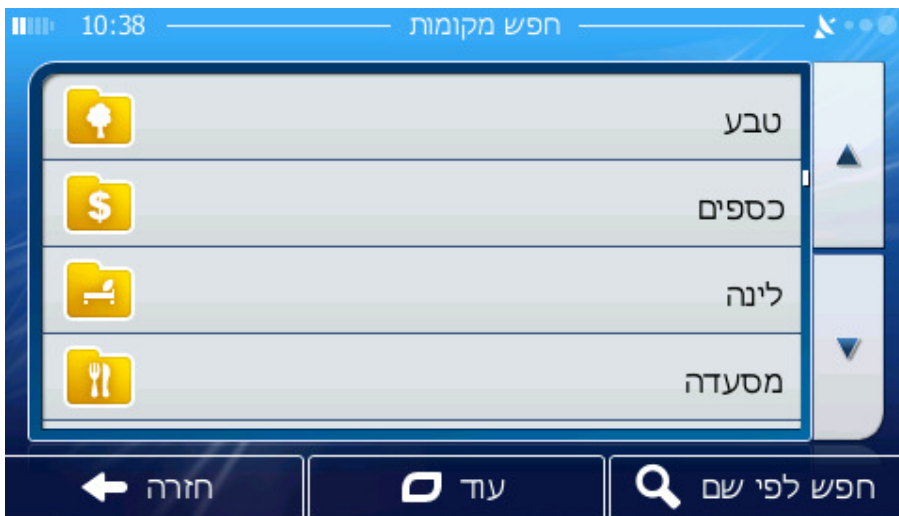 10:38 חפש מקומות
טבע
כספים
לינה
מסעדה
חפש לפי שם
עוד
חזרה